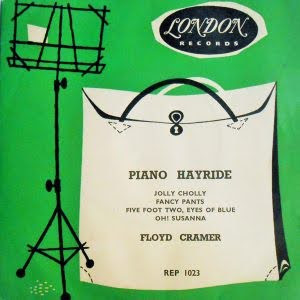 LONDON
RECORDS
PIANO HAYRIDE
JOLLY CHOLLY
FANCY PANTS
FIVE FOOT TWO, EYES OF BLUE
OH! SUSANNA
FLOYD CRAMER
REP 1023